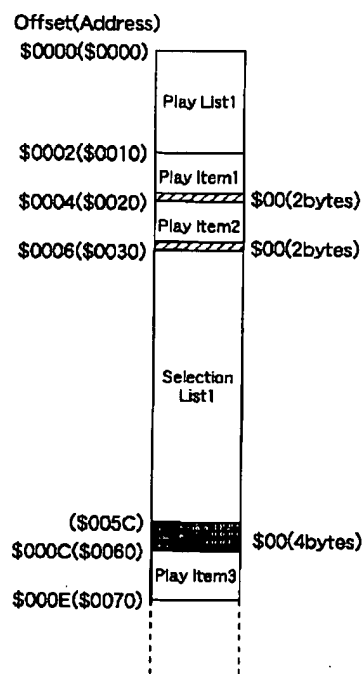 Offset(Address)
$0000($0000)
Play List1
$0002($0010)
Play Item1
$0004($0020)
$00(2bytes)
Play Item2
$0006($0030)
$00(2bytes)
Selection
List1
($005C)
$000C($0060)
$00(4bytes)
Play Item3
$000E($0070)